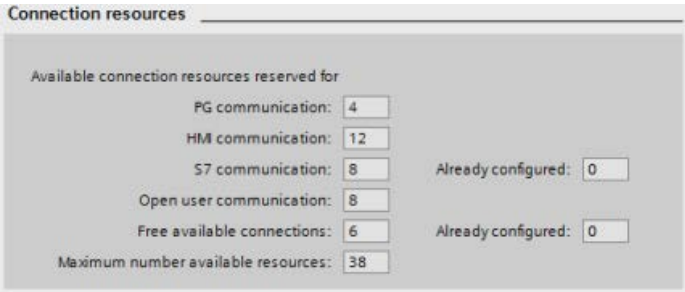 Connection resources
Available connection resources reserved for
PG communication: 4
HMI communication: 12
S7 communication: 8 Already configured: 0
Open user communication: 8
Free available connections: 6 Already configured: 0
Maximum number available resources: 38